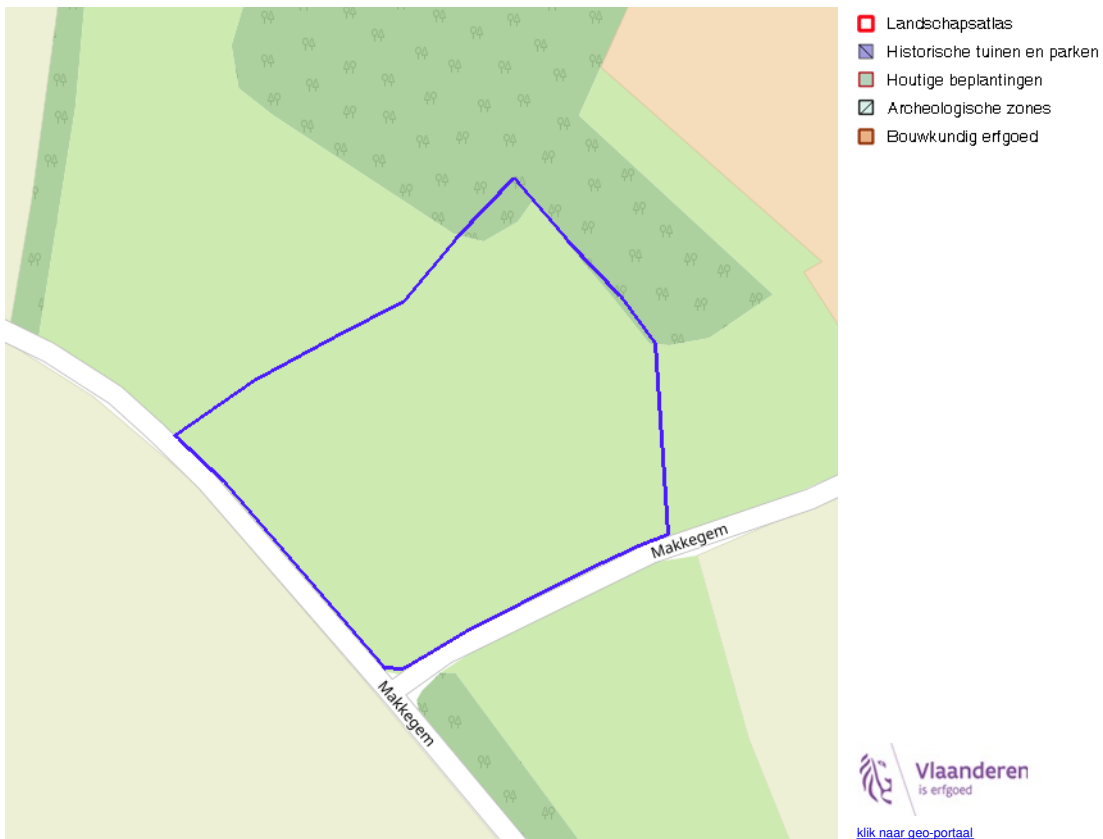 Landschapsatlas
Historische tuinen en parken
Houtige beplantingen
Archeologische zones
Bouwkundig erfgoed
Makkegem
Makkegem
Vlaanderen
is erfgoed
klik naar geo-portaal